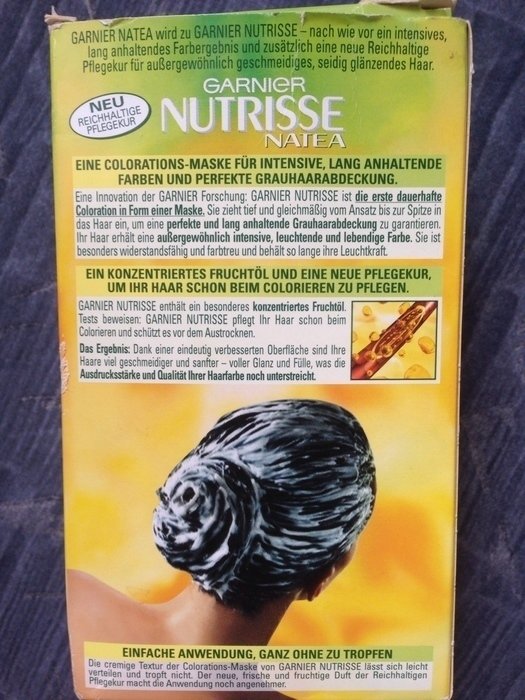 GARNIER NATEA wird zu GARNIER NUTRISSE – nach wie vor ein intensives,
lang anhaltendes Farbergebnis und zusätzlich eine neue Reichhaltige
Pflegekur für außergewöhnlich geschmeidiges, seidig glänzendes Haar.
NEU
REICHHALTIGE
PFLEGEKUR
GARNIER
NUTRISSE
NATEA
EINE COLORATIONS-MASKE FÜR INTENSIVE, LANG ANHALTENDE
FARBEN UND PERFEKTE GRAUHAARABDECKUNG.
Eine Innovation der GARNIER Forschung: GARNIER NUTRISSE ist die erste dauerhafte
Coloration in Form einer Maske. Sie zieht tief und gleichmäßig vom Ansatz bis zur Spitze in
das Haar ein, um eine perfekte und lang anhaltende Grauhaarabdeckung zu garantieren.
Ihr Haar erhält eine außergewöhnlich intensive, leuchtende und lebendige Farbe. Sie ist
besonders widerstandsfähig und farbtreu und behält so lange ihre Leuchtkraft.
EIN KONZENTRIERTES FRUCHTÖL UND EINE NEUE PFLEGEKUR,
UM IHR HAAR SCHON BEIM COLORIEREN ZU PFLEGEN.
GARNIER NUTRISSE enthält ein besonderes konzentriertes Fruchtöl.
Tests beweisen: GARNIER NUTRISSE pflegt Ihr Haar schon beim
Colorieren und schützt es vor dem Austrocknen.
Das Ergebnis: Dank einer eindeutig verbesserten Oberfläche sind Ihre
Haare viel geschmeidiger und sanfter – voller Glanz und Fülle, was die
Ausdrucksstärke und Qualität Ihrer Haarfarbe noch unterstreicht.
EINFACHE ANWENDUNG, GANZ OHNE ZU TROPFEN
Die cremige Textur der Colorations-Maske von GARNIER NUTRISSE lässt sich leicht
verteilen und tropft nicht. Der neue, frische und fruchtige Duft der Reichhaltigen
Pflegekur macht die Anwendung noch angenehmer.